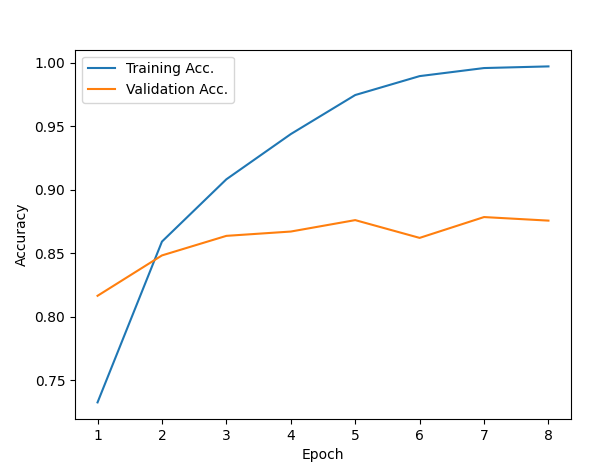 1.00
0.95
0.90
0.85
0.80
0.75
Accuracy
Training Acc.
Validation Acc.
1 2 3 4 5 6 7 8
Epoch